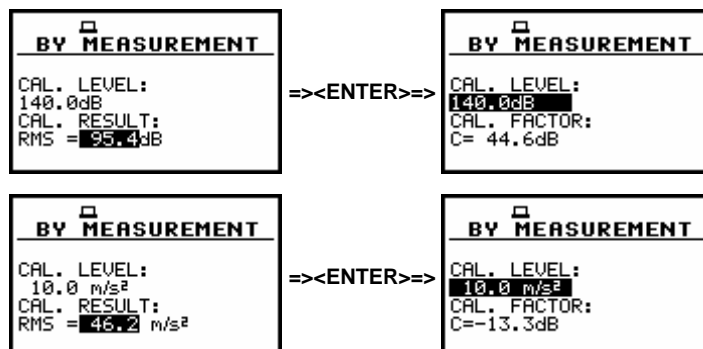 BY MEASUREMENT
CAL. LEVEL:
140.0dB
CAL. RESULT:
RMS = 95.4dB
=><ENTER>=>
BY MEASUREMENT
CAL. LEVEL:
140.0dB
CAL. FACTOR:
C= 44.6dB
BY MEASUREMENT
CAL. LEVEL:
10.0 m/s²
CAL. RESULT:
RMS = 46.2 m/s²
=><ENTER>=>
BY MEASUREMENT
CAL. LEVEL:
10.0 m/s²
CAL. FACTOR:
C=-13.3dB